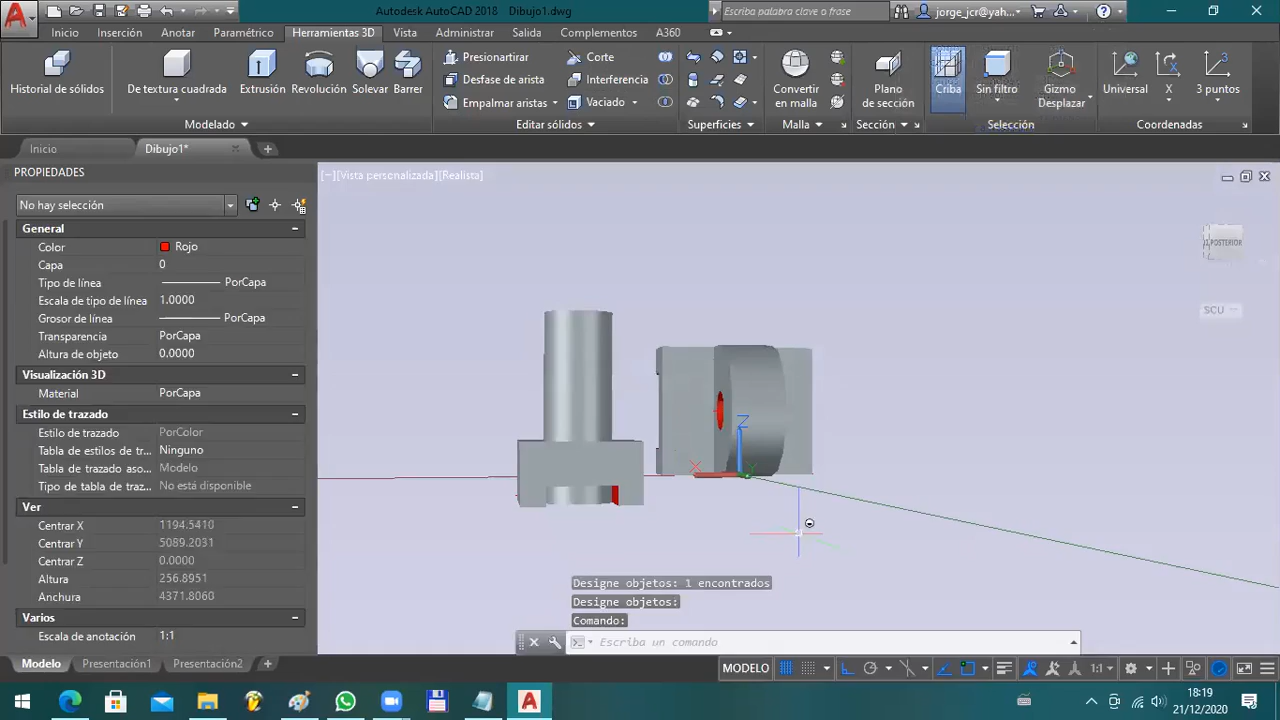 Autodesk AutoCAD 2018 Dibujo1.dwg
Escriba palabra clave o frase
jorge_jcr@yah...
Inicio Inserción Anotar Paramétrico Herramientas 3D Vista Administrar Salida Complementos A360
Historial de sólidos
De textura cuadrada
Extrusión
Revolución
Solevar
Barrer
Presionartirar
Desfase de arista
Empalmar aristas
Corte
Interferencia
Vaciado
Convertir
en malla
Plano
de sección
Criba
Sin filtro
Gizmo
Desplazar
Universal
X
3 puntos
Modelado
Editar sólidos
Superficies
Malla
Sección
Selección
Coordenadas
Inicio
Dibujo1*
PROPIEDADES
[−][Vista personalizada][Realista]
No hay selección
General
Color Rojo
Capa 0
Tipo de línea PorCapa
Escala de tipo de línea 1.0000
Grosor de línea PorCapa
Transparencia PorCapa
Altura de objeto 0.0000
Visualización 3D
Material PorCapa
Estilo de trazado
Estilo de trazado PorColor
Tabla de estilos de tr... Ninguno
Tabla de trazado aso... Modelo
Tipo de tabla de traz... No está disponible
Ver
Centrar X 1194.5410
Centrar Y 5089.2031
Centrar Z 0.0000
Altura 256.8951
Anchura 4371.8060
Varios
Escala de anotación 1:1
POSTERIOR
SCU
Z
X
Designe objetos: 1 encontrados
Designe objetos:
Comando:
Escriba un comando
Modelo Presentación1 Presentación2
MODELO
1:1
18:19
21/12/2020